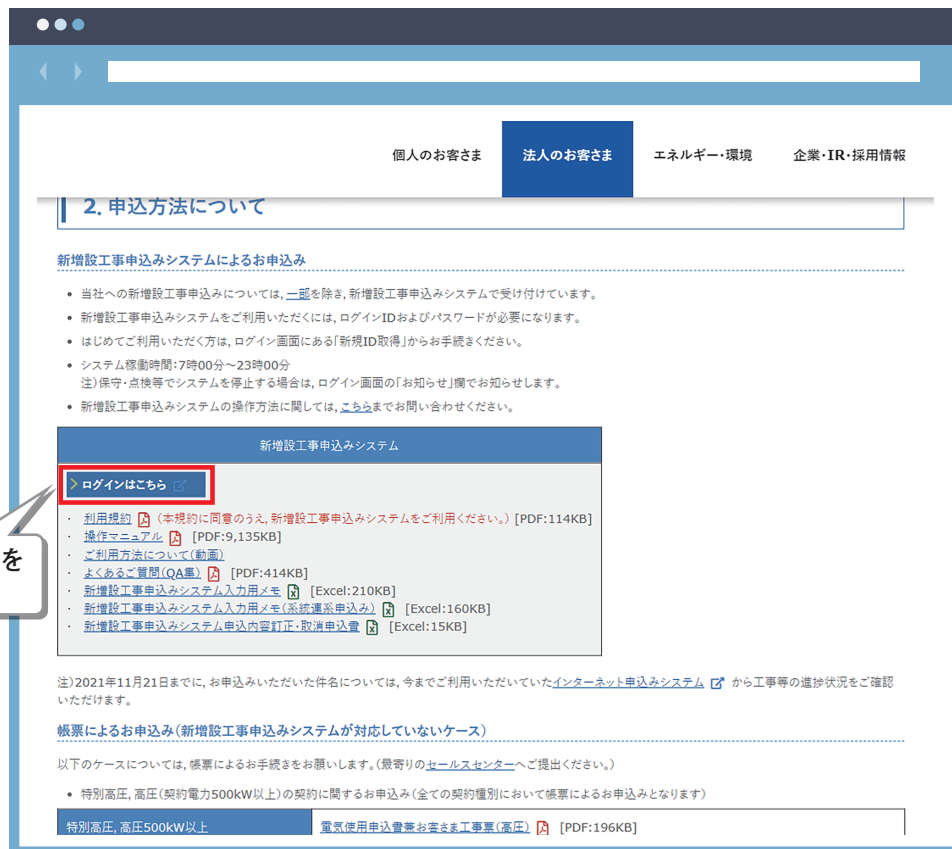 個人のお客さま 法人のお客さま エネルギー・環境 企業・IR・採用情報
2. 申込方法について
新増設工事申込みシステムによるお申込み
• 当社への新増設工事申込みについては, 一部を除き, 新増設工事申込みシステムで受け付けています。
• 新増設工事申込みシステムをご利用いただくには, ログインIDおよびパスワードが必要になります。
• はじめてご利用いただく方は, ログイン画面にある「新規ID取得」からお手続きください。
• システム稼働時間：7時00分～23時00分
注）保守・点検等でシステムを停止する場合は, ログイン画面の「お知らせ」欄でお知らせします。
• 新増設工事申込みシステムの操作方法に関しては, こちらまでお問い合わせください。
新増設工事申込みシステム
ログインはこちら
・ 利用規約 （本規約に同意のうえ, 新増設工事申込みシステムをご利用ください。） [PDF:114KB]
・ 操作マニュアル [PDF:9,135KB]
・ ご利用方法について（動画）
を
・ よくあるご質問（QA集） [PDF:414KB]
・ 新増設工事申込みシステム入力用メモ [Excel:210KB]
・ 新増設工事申込みシステム入力用メモ（系統連系申込み） [Excel:160KB]
・ 新増設工事申込みシステム申込内容訂正・取消申込書 [Excel:15KB]
注）2021年11月21日までに, お申込みいただいた件名については, 今までご利用いただいていたインターネット申込みシステム から工事等の進捗状況をご確認
いただけます。
帳票によるお申込み（新増設工事申込みシステムが対応していないケース）
以下のケースについては, 帳票によるお手続きをお願いします。（最寄りのセールスセンターへご提出ください。）
• 特別高圧, 高圧（契約電力500kW以上）の契約に関するお申込み（全ての契約種別において帳票によるお申込みとなります）
特別高圧, 高圧500kW以上 電気使用申込書兼お客さま工事票（高圧） [PDF:196KB]